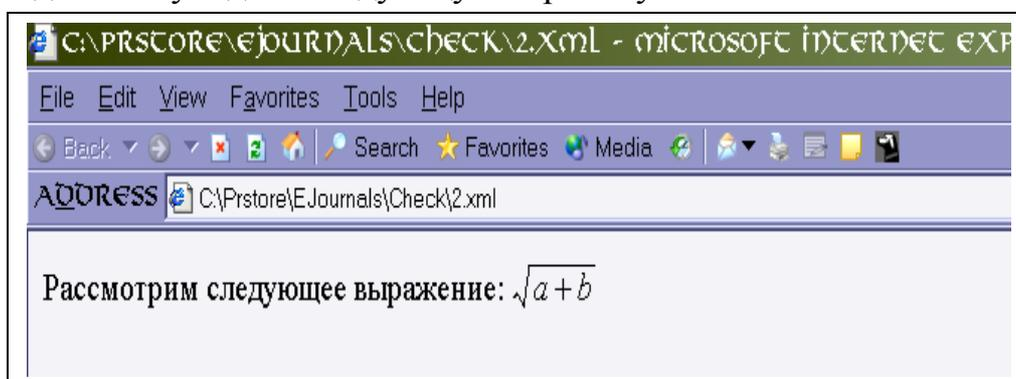 C:\Prstore\EJournals\Check\2.xml - Microsoft Internet Exp
File Edit View Favorites Tools Help
Back Search Favorites Media
Address C:\Prstore\EJournals\Check\2.xml
Рассмотрим следующее выражение: √a+b